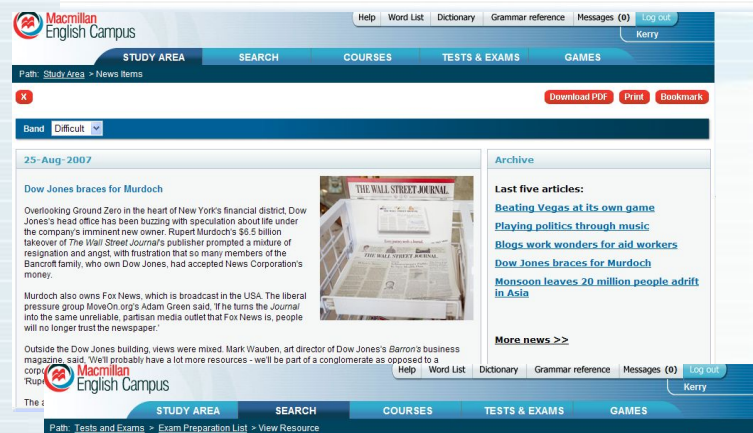 Macmillan
English Campus
Help Word List Dictionary Grammar reference Messages (0) Log out
Kerry
STUDY AREA SEARCH COURSES TESTS & EXAMS GAMES
Path: Study Area > News Items
X
Download PDF Print Bookmark
Band Difficult
25-Aug-2007
Dow Jones braces for Murdoch
Overlooking Ground Zero in the heart of New York's financial district, Dow
Jones's head office has been buzzing with speculation about life under
the company's imminent new owner. Rupert Murdoch's $6.5 billion
takeover of The Wall Street Journal's publisher prompted a mixture of
resignation and angst, with frustration that so many members of the
Bancroft family, who own Dow Jones, had accepted News Corporation's
money.
THE WALL STREET JOURNAL.
Murdoch also owns Fox News, which is broadcast in the USA. The liberal
pressure group MoveOn.org's Adam Green said, 'If he turns the Journal
into the same unreliable, partisan media outlet that Fox News is, people
will no longer trust the newspaper.'
Outside the Dow Jones building, views were mixed. Mark Wauben, art director of Dow Jones's Barron's business
magazine, said, 'We'll probably have a lot more resources - we'll be part of a conglomerate as opposed to a
Archive
Last five articles:
Beating Vegas at its own game
Playing politics through music
Blogs work wonders for aid workers
Dow Jones braces for Murdoch
Monsoon leaves 20 million people adrift
in Asia
More news >>
Macmillan
English Campus
Help Word List Dictionary Grammar reference Messages (0) Log out
Kerry
STUDY AREA SEARCH COURSES TESTS & EXAMS GAMES
Path: Tests and Exams > Exam Preparation List > View Resource